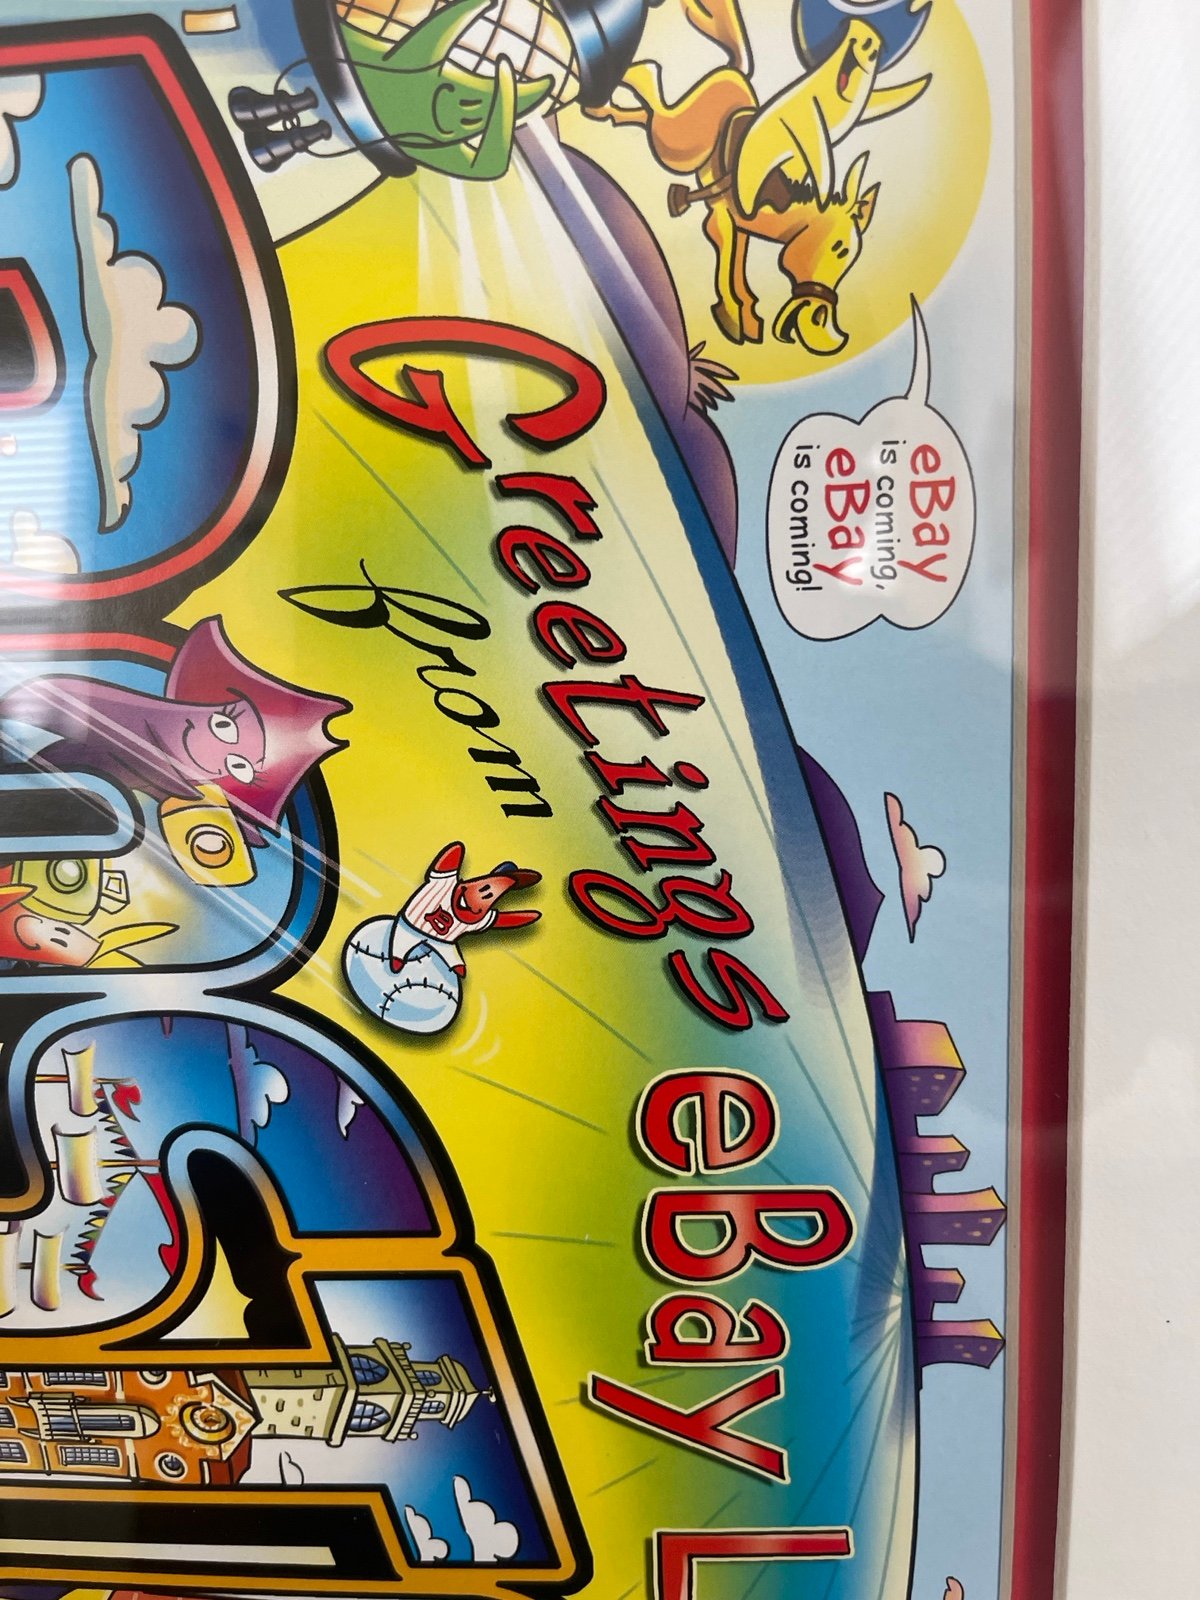 eBay
is coming,
eBay
is coming!
Greetings eBay L
from
B